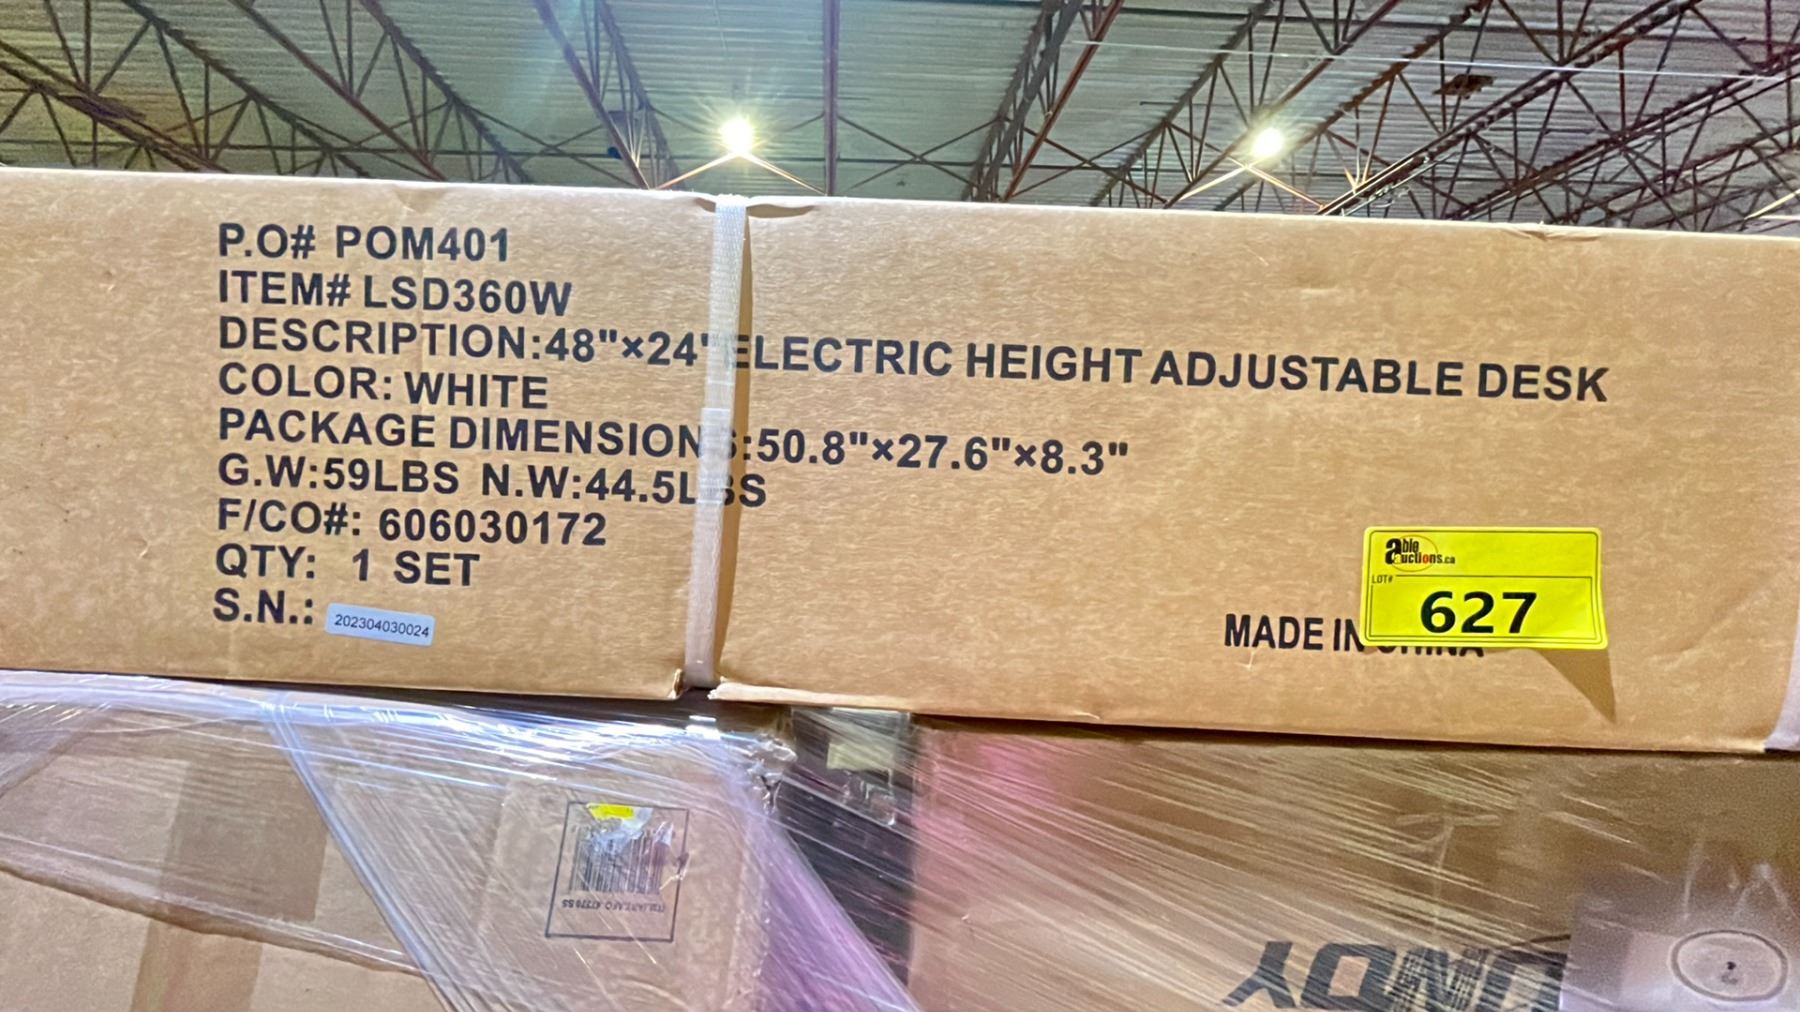 P.O# POM401
ITEM# LSD360W
DESCRIPTION:48"×24" ELECTRIC HEIGHT ADJUSTABLE DESK
COLOR: WHITE
PACKAGE DIMENSIONS:50.8"×27.6"×8.3"
G.W:59LBS N.W:44.5LBS
F/CO#: 606030172
QTY: 1 SET
S.N.: 202304030024
able
auctions.ca
LOT#
627
MADE IN CHINA